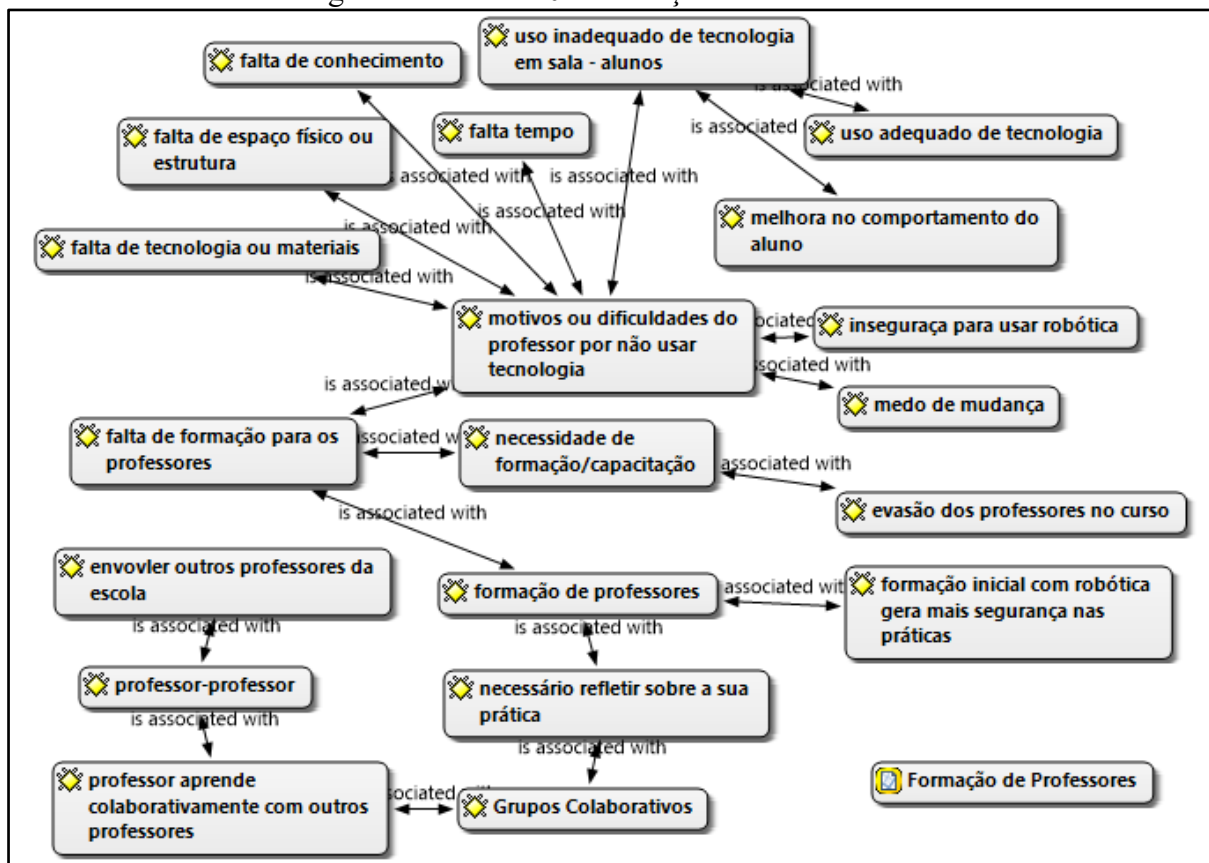 uso inadequado de tecnologia
em sala - alunos
falta de conhecimento
is associated with
falta tempo
is associated
uso adequado de tecnologia
falta de espaço físico ou
estrutura
is associated with
is associated with
is associated with
melhora no comportamento do
aluno
is associated with
falta de tecnologia ou materiais
is associated with
motivos ou dificuldades do
professor por não usar
tecnologia
inseguraça para usar robótica
associated with
is associated with
medo de mudança
falta de formação para os
professores
associated
necessidade de
formação/capacitação
associated with
is associated with
evasão dos professores no curso
envovler outros professores da
escola
formação de professores
associated with
formação inicial com robótica
gera mais segurança nas
práticas
is associated with
is associated with
professor-professor
necessário refletir sobre a sua
prática
is associated with
is associated with
professor aprende
colaborativamente com outros
professores
Grupos Colaborativos
Formação de Professores